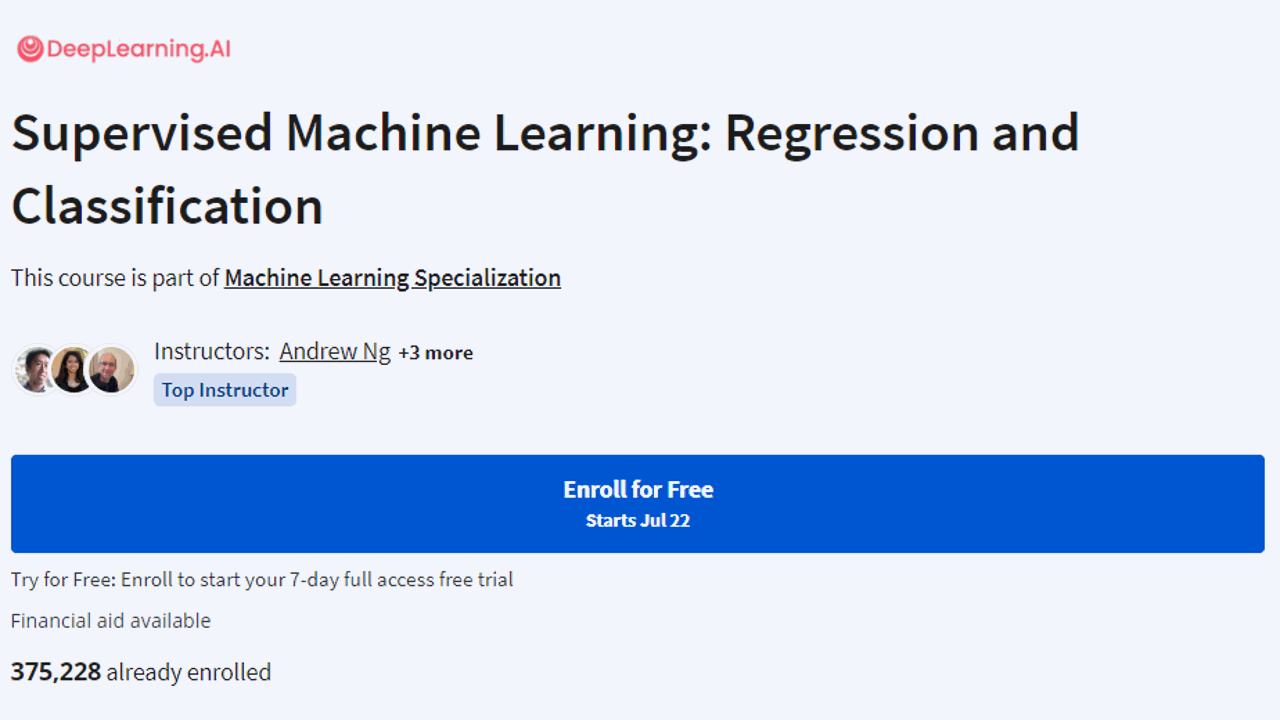 DeepLearning.AI
Supervised Machine Learning: Regression and
Classification
This course is part of Machine Learning Specialization
Instructors: Andrew Ng +3 more
Top Instructor
Enroll for Free
Starts Jul 22
Try for Free: Enroll to start your 7-day full access free trial
Financial aid available
375,228 already enrolled